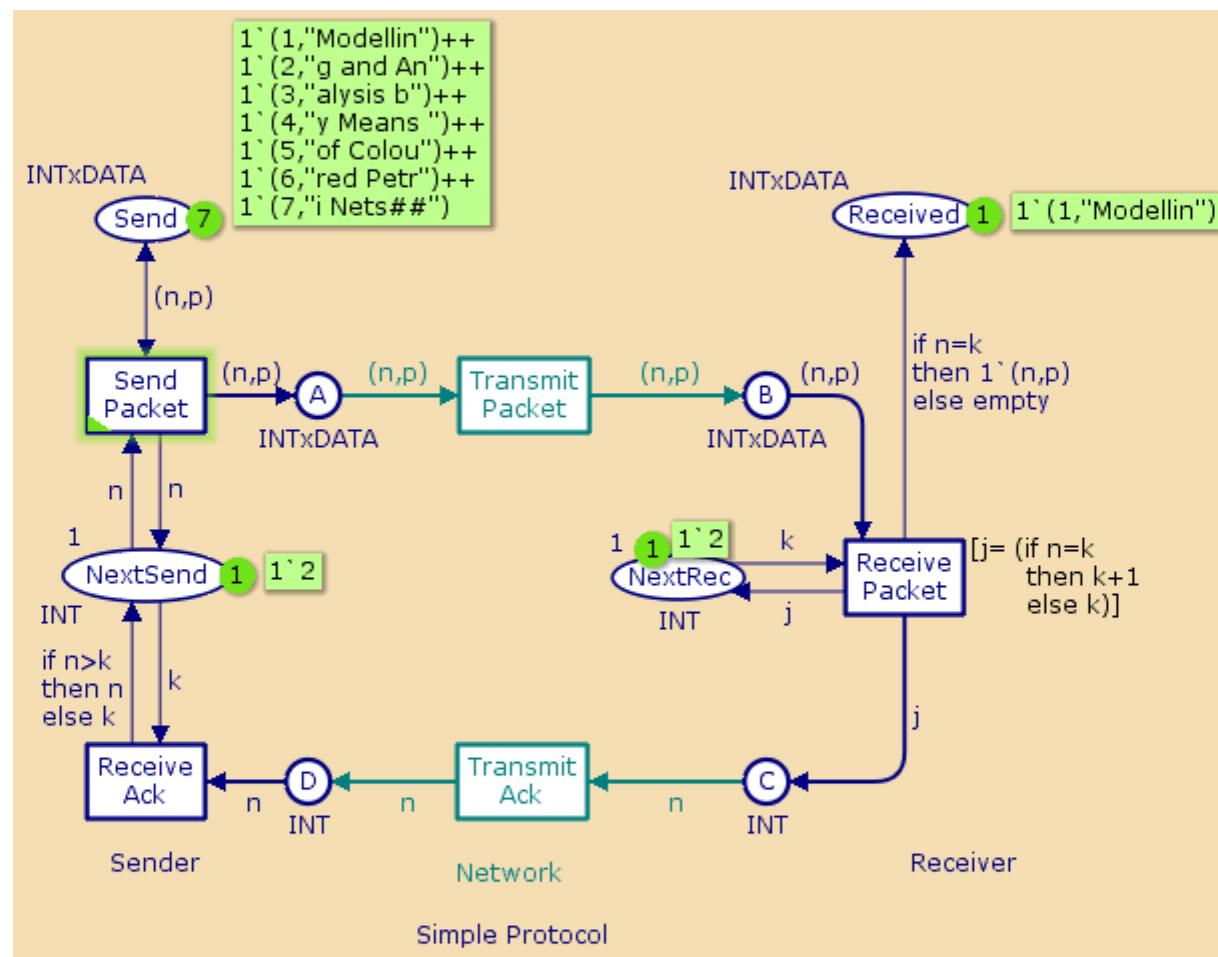 1`(1,"Modellin")++
1`(2,"g and An")++
1`(3,"alysis b")++
1`(4,"y Means ")++
1`(5,"of Colou")++
1`(6,"red Petr")++
1`(7,"i Nets##")
INTxDATA
Send
7
INTxDATA
Received
1
1`(1,"Modellin")
(n,p)
if n=k
then 1`(n,p)
else empty
Send
Packet
(n,p)
A
INTxDATA
(n,p)
Transmit
Packet
(n,p)
B
INTxDATA
(n,p)
n
n
1
NextSend
1
1`2
INT
1
1
1`2
NextRec
INT
k
j
Receive
Packet
[j= (if n=k
then k+1
else k)]
if n>k
then n
else k
k
j
Receive
Ack
n
D
INT
n
Transmit
Ack
n
C
INT
Sender
Network
Receiver
Simple Protocol